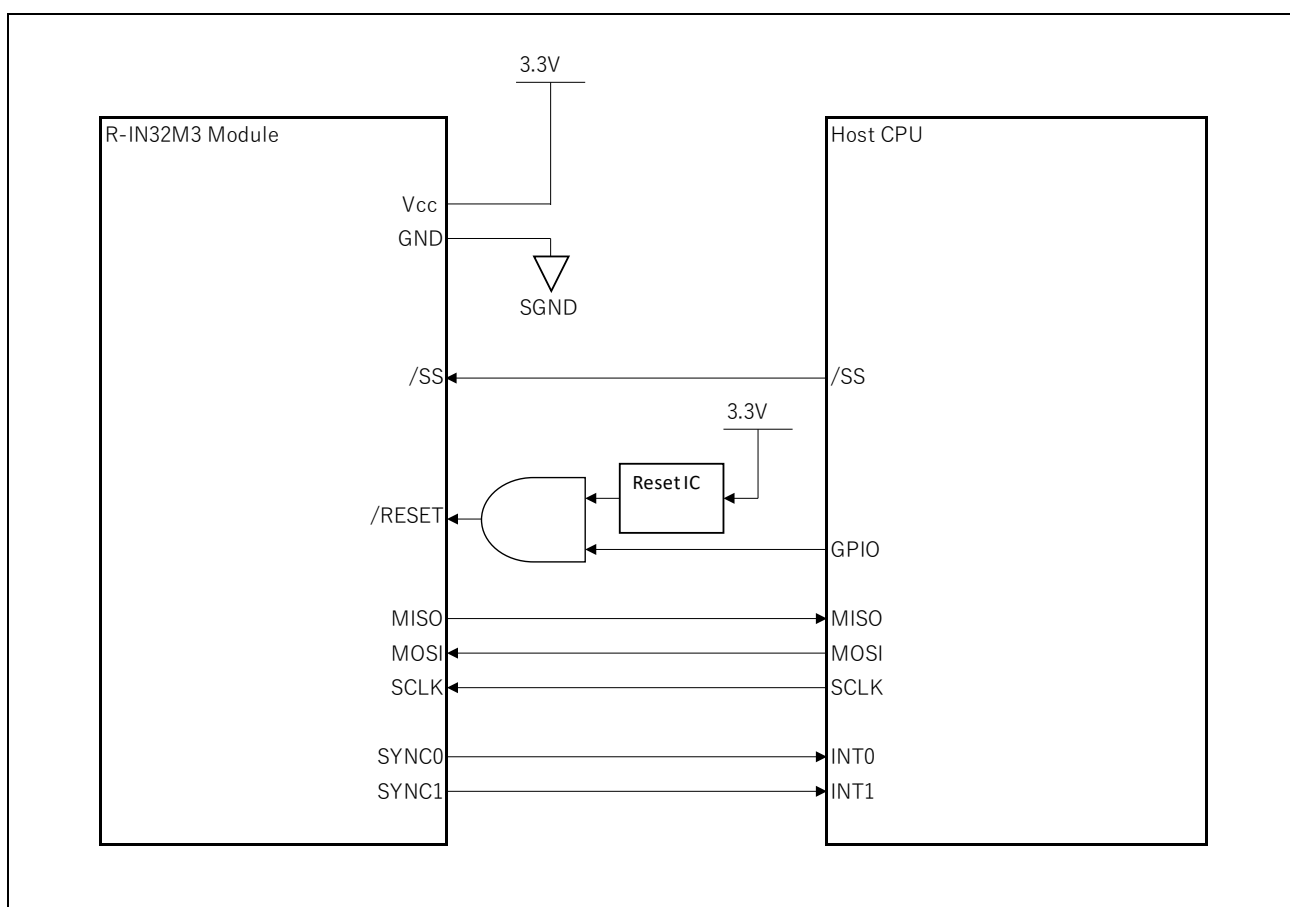 3.3V
R-IN32M3 Module
Host CPU
Vcc
GND
SGND
/SS
/SS
3.3V
Reset IC
/RESET
GPIO
MISO
MISO
MOSI
MOSI
SCLK
SCLK
SYNC0
INT0
SYNC1
INT1